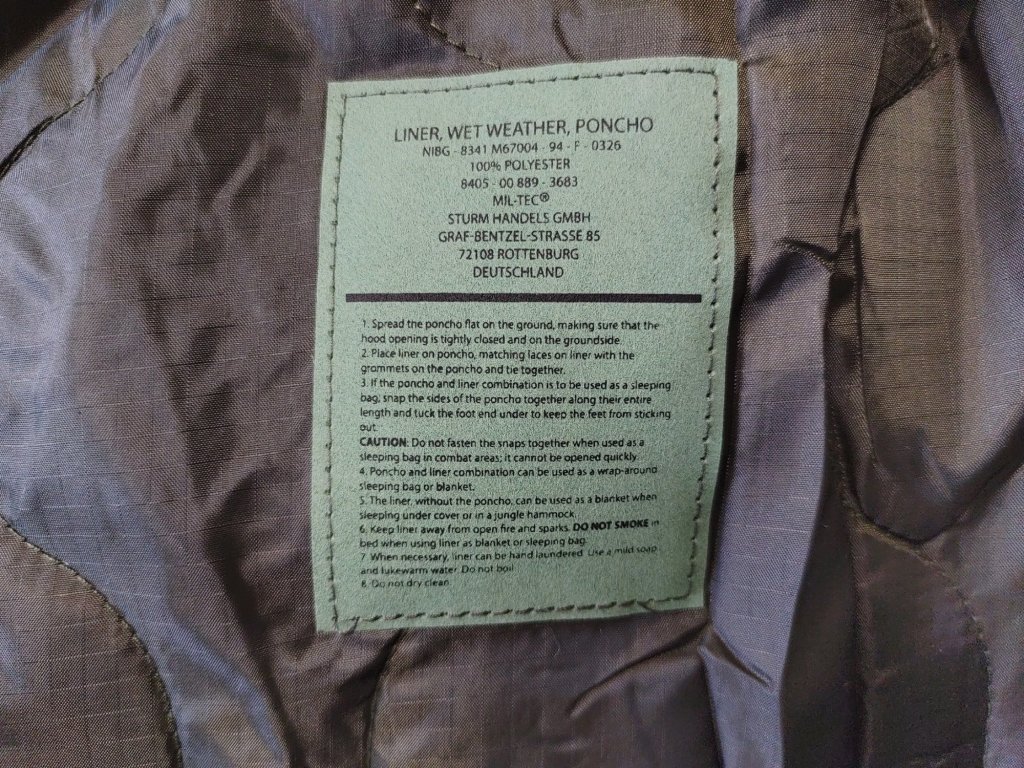 LINER, WET WEATHER, PONCHO
NIBG - 8341 M67004 - 94 - F - 0326
100% POLYESTER
8405 - 00 889 - 3683
MIL-TEC®
STURM HANDELS GMBH
GRAF-BENTZEL-STRASSE 85
72108 ROTTENBURG
DEUTSCHLAND
1. Spread the poncho flat on the ground, making sure that the
hood opening is tightly closed and on the groundside.
2. Place liner on poncho, matching laces on liner with the
grommets on the poncho and tie together.
3. If the poncho and liner combination is to be used as a sleeping
bag; snap the sides of the poncho together along their entire
length and tuck the foot end under to keep the feet from sticking
out.
CAUTION: Do not fasten the snaps together when used as a
sleeping bag in combat areas; it cannot be opened quickly.
4. Poncho and liner combination can be used as a wrap-around
sleeping bag or blanket.
5. The liner, without the poncho, can be used as a blanket when
sleeping under cover or in a jungle hammock.
6. Keep liner away from open fire and sparks. DO NOT SMOKE in
bed when using liner as blanket or sleeping bag.
7. When necessary, liner can be hand laundered. Use a mild soap
and lukewarm water. Do not boil.
8. Do not dry clean.